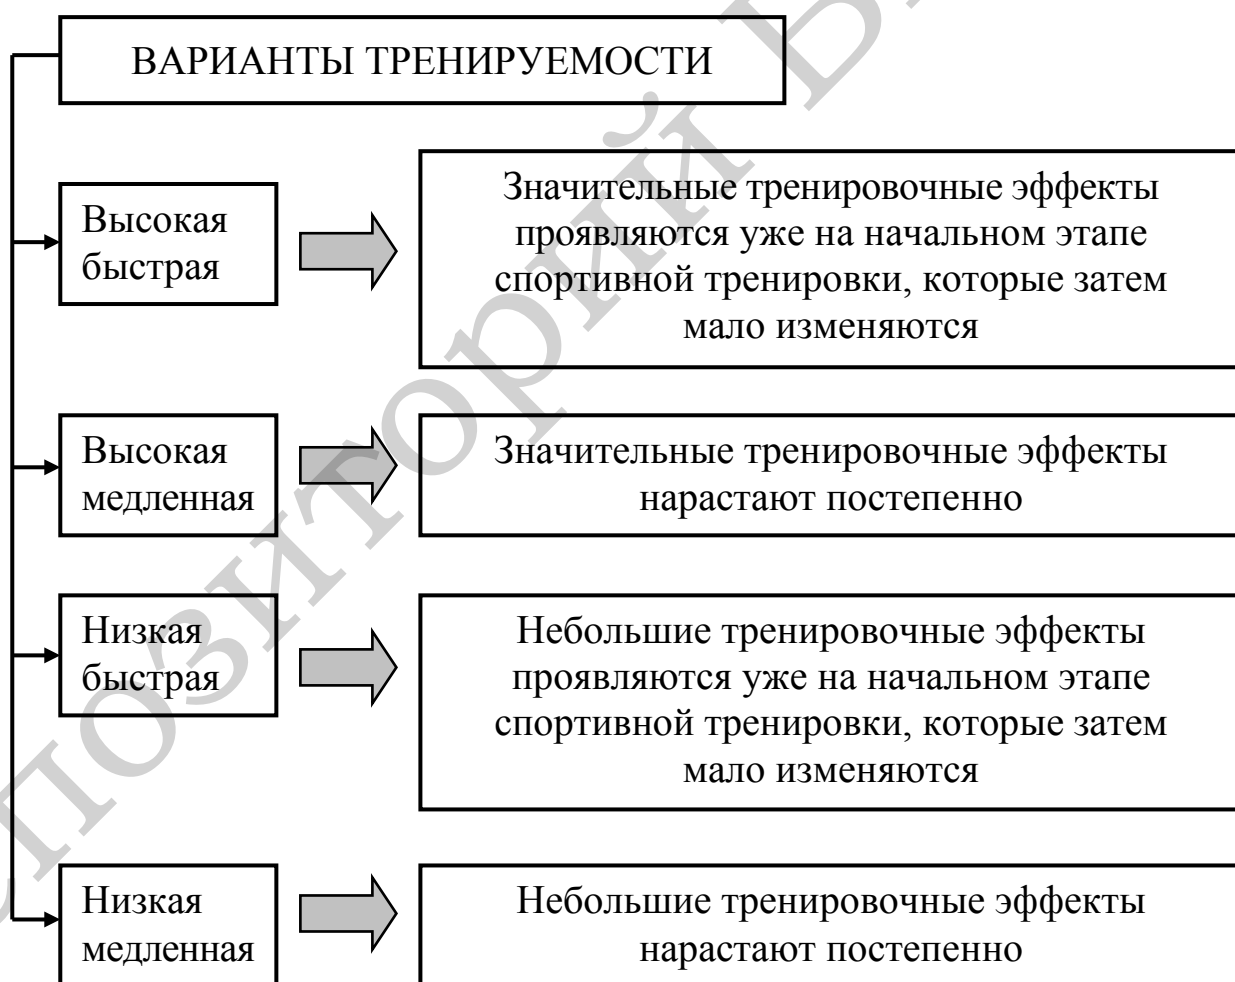 ВАРИАНТЫ ТРЕНИРУЕМОСТИ
Высокая
быстрая
Значительные тренировочные эффекты
проявляются уже на начальном этапе
спортивной тренировки, которые затем
мало изменяются
Высокая
медленная
Значительные тренировочные эффекты
нарастают постепенно
Низкая
быстрая
Небольшие тренировочные эффекты
проявляются уже на начальном этапе
спортивной тренировки, которые затем
мало изменяются
Низкая
медленная
Небольшие тренировочные эффекты
нарастают постепенно